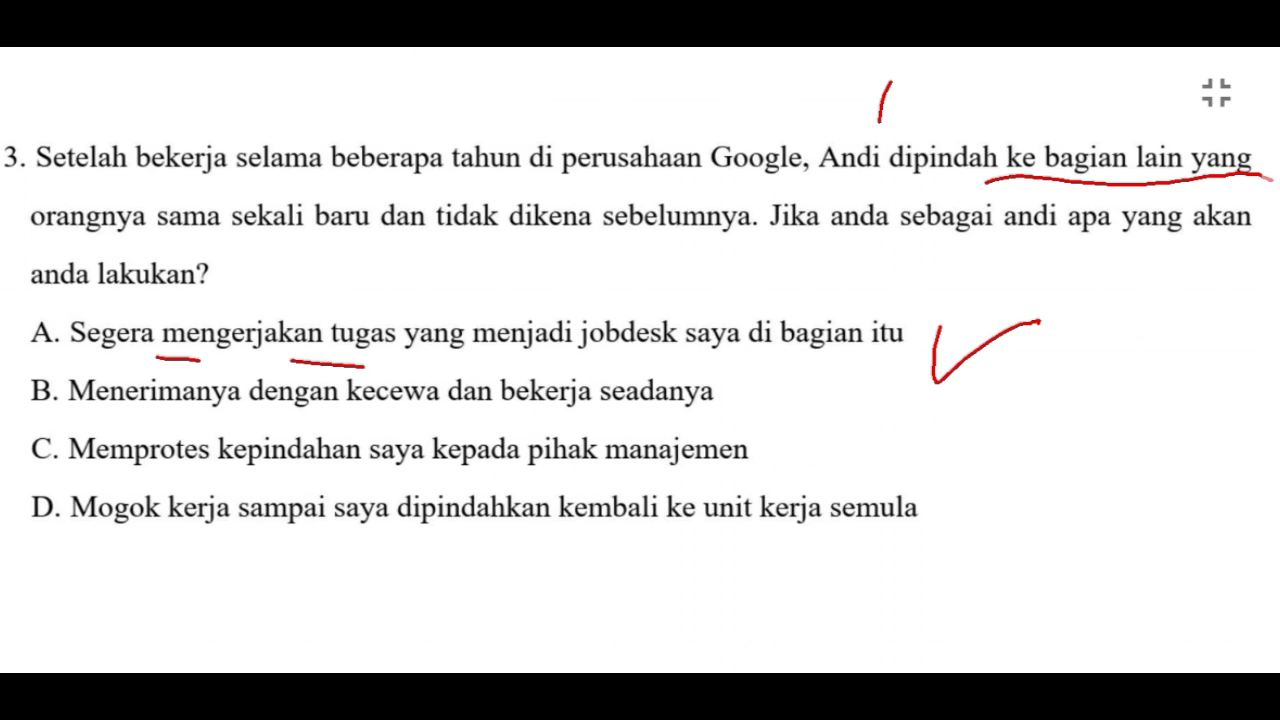 3. Setelah bekerja selama beberapa tahun di perusahaan Google, Andi dipindah ke bagian lain yang
orangnya sama sekali baru dan tidak dikena sebelumnya. Jika anda sebagai andi apa yang akan
anda lakukan?
A. Segera mengerjakan tugas yang menjadi jobdesk saya di bagian itu
B. Menerimanya dengan kecewa dan bekerja seadanya
C. Memprotes kepindahan saya kepada pihak manajemen
D. Mogok kerja sampai saya dipindahkan kembali ke unit kerja semula